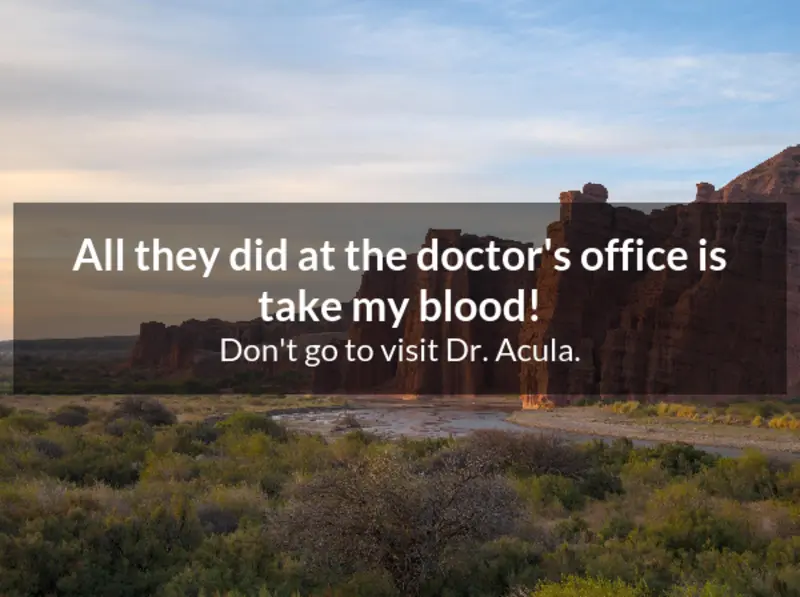 All they did at the doctor's office is
take my blood!
Don't go to visit Dr. Acula.